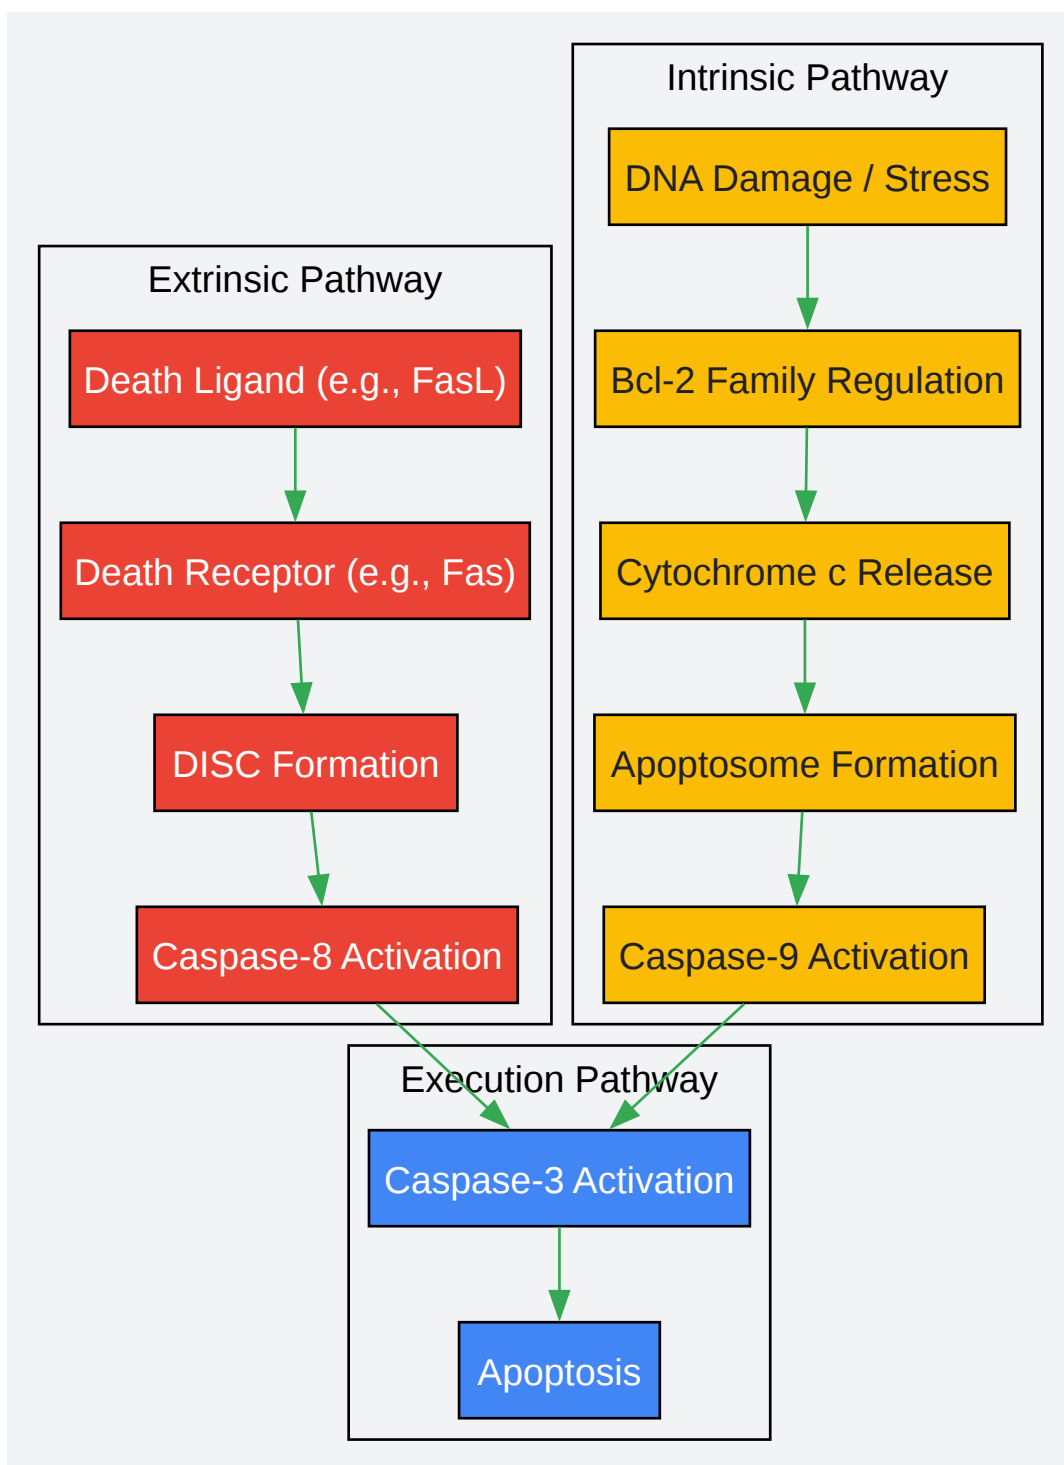 Intrinsic Pathway
DNA Damage / Stress
Bcl-2 Family Regulation
Cytochrome c Release
Apoptosome Formation
Caspase-9 Activation
Extrinsic Pathway
Death Ligand (e.g., FasL)
Death Receptor (e.g., Fas)
DISC Formation
Caspase-8 Activation
Execution Pathway
Caspase-3 Activation
Apoptosis